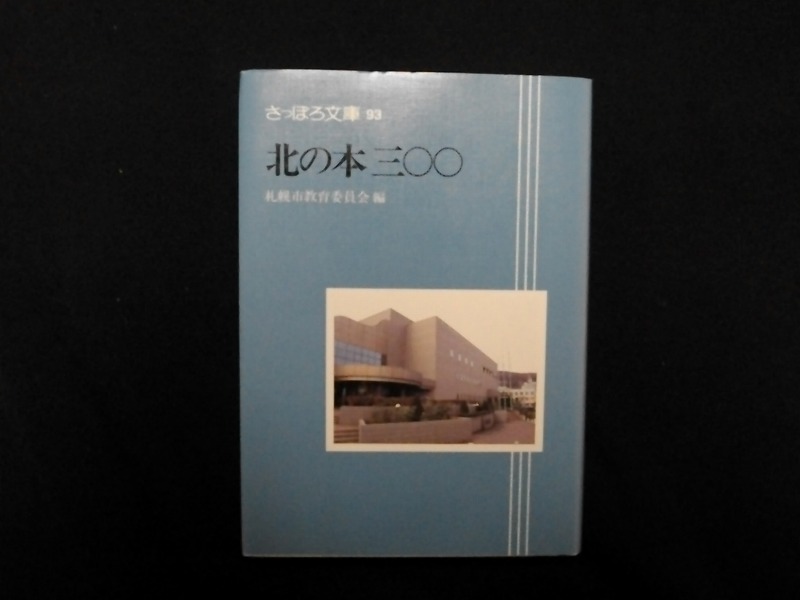 さっぽろ文庫 93
北の本 三〇〇
札幌市教育委員会 編